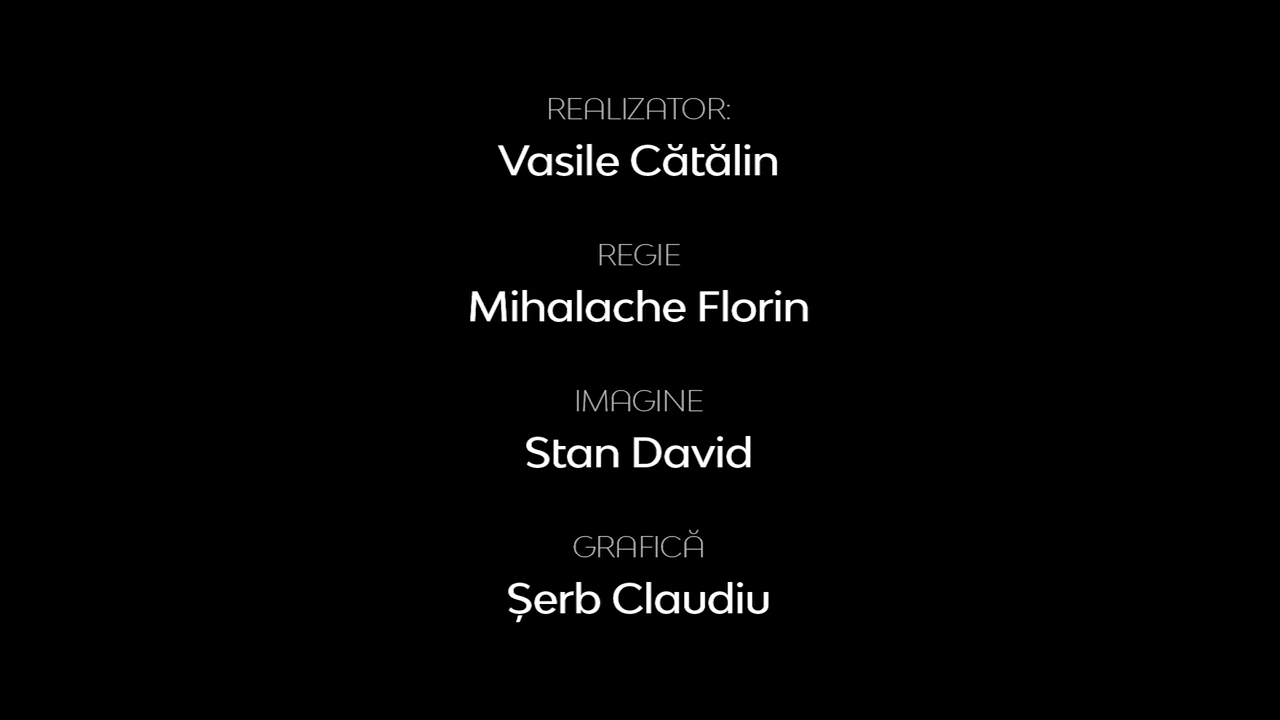 REALIZATOR:
Vasile Cătălin
REGIE
Mihalache Florin
IMAGINE
Stan David
GRAFICĂ
Șerb Claudiu